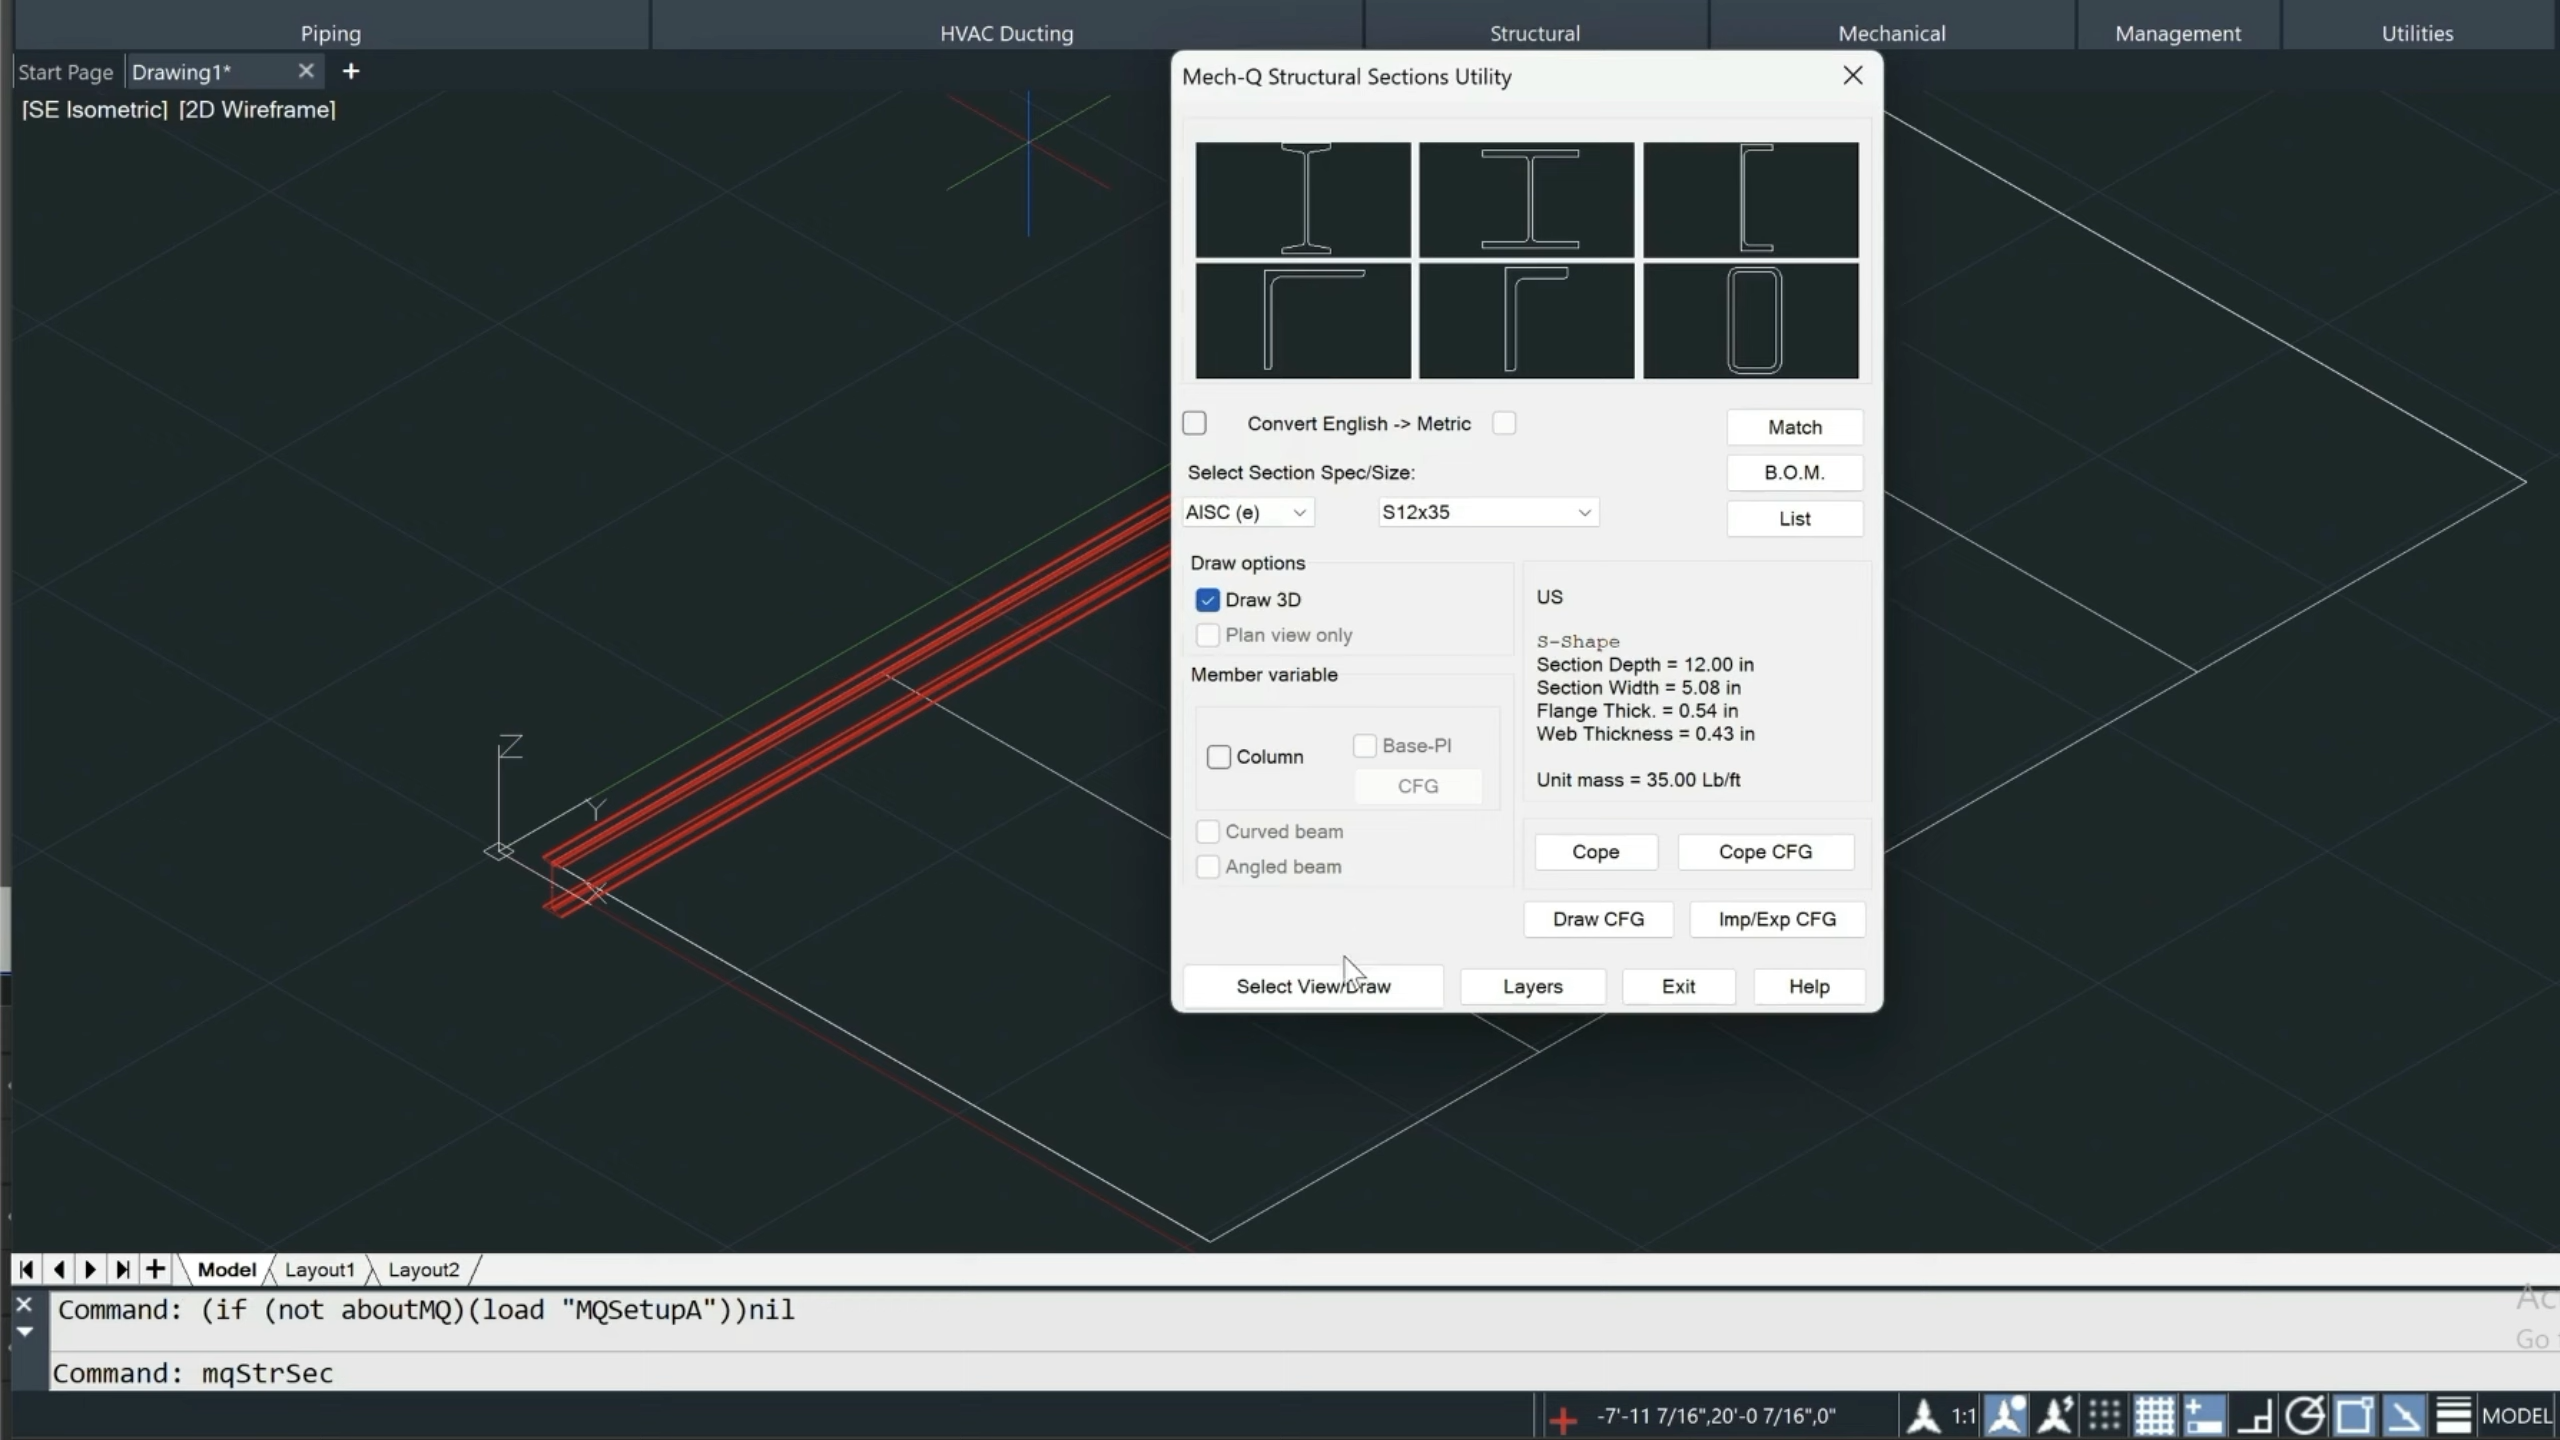 Piping HVAC Ducting Structural Mechanical Management Utilities
Start Page Drawing1*
[SE Isometric] [2D Wireframe]
Z
Y
X
Mech-Q Structural Sections Utility
Convert English -> Metric
Match
Select Section Spec/Size:
B.O.M.
AISC (e) S12x35
List
Draw options
Draw 3D
Plan view only
Member variable
Column
Base-Pl
CFG
Curved beam
Angled beam
US
S-Shape
Section Depth = 12.00 in
Section Width = 5.08 in
Flange Thick. = 0.54 in
Web Thickness = 0.43 in
Unit mass = 35.00 Lb/ft
Cope Cope CFG
Draw CFG Imp/Exp CFG
Select View/Draw Layers Exit Help
Model Layout1 Layout2
Command: (if (not aboutMQ)(load "MQSetupA"))nil
Command: mqStrSec
Ac
Go
-7'-11 7/16",20'-0 7/16",0" 1:1 MODEL